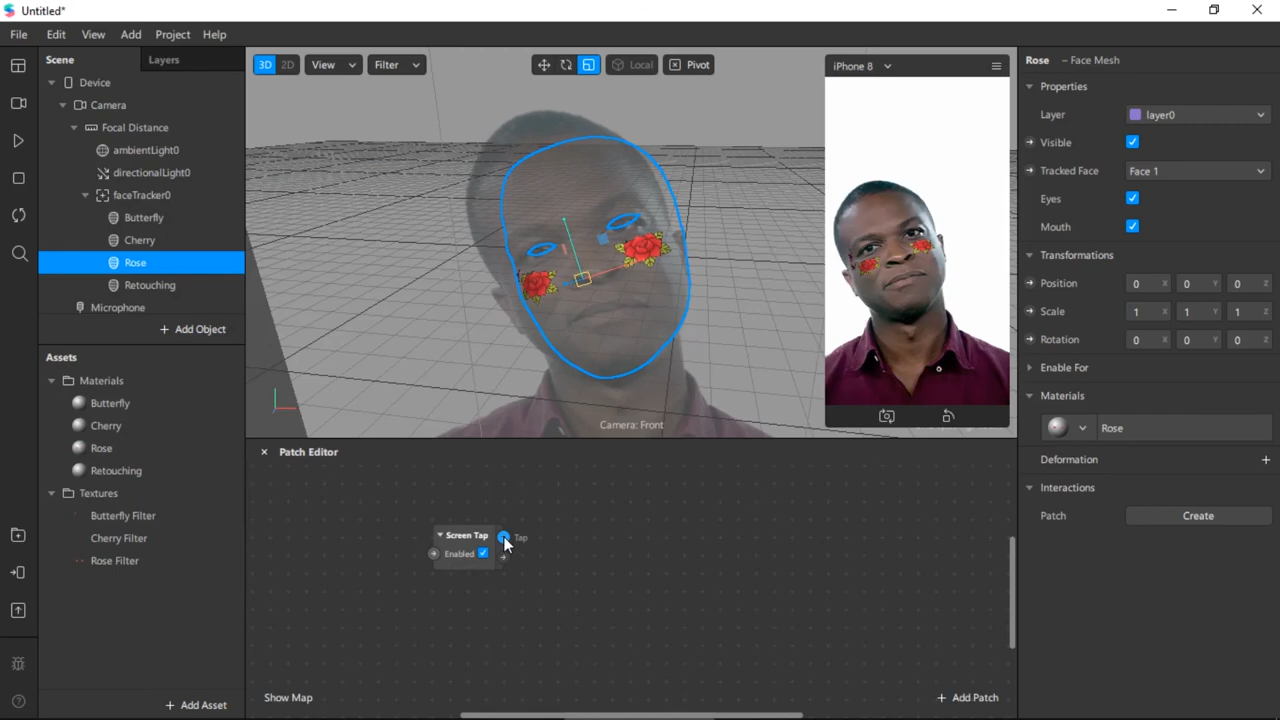 Untitled*
File Edit View Add Project Help
Scene Layers
Device
Camera
Focal Distance
ambientLight0
directionalLight0
faceTracker0
Butterfly
Cherry
Rose
Retouching
Microphone
+ Add Object
Assets
Materials
Butterfly
Cherry
Rose
Retouching
Textures
Butterfly Filter
Cherry Filter
Rose Filter
+ Add Asset
3D 2D View Filter Local Pivot
Camera: Front
iPhone 8
Patch Editor
Screen Tap
Enabled
Tap
Show Map
+ Add Patch
Rose – Face Mesh
Properties
Layer layer0
Visible
Tracked Face Face 1
Eyes
Mouth
Transformations
Position 0 X 0 Y 0 Z
Scale 1 X 1 Y 1 Z
Rotation 0 X 0 Y 0 Z
Enable For
Materials
Rose
Deformation +
Interactions
Patch Create